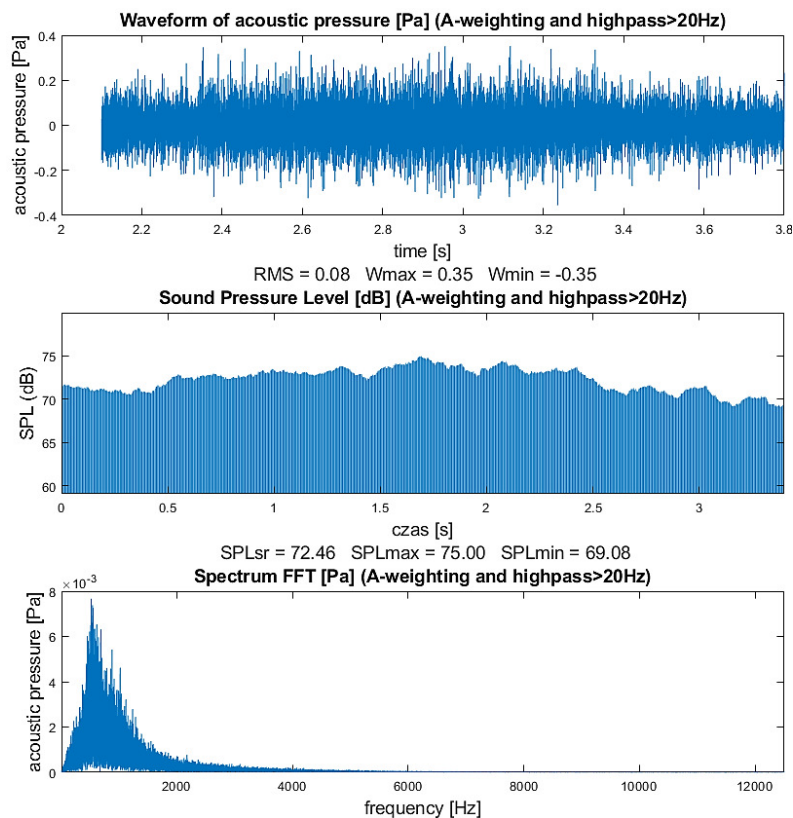 Waveform of acoustic pressure [Pa] (A-weighting and highpass>20Hz)
acoustic pressure [Pa]
0.4
0.2
0
-0.2
-0.4
2 2.2 2.4 2.6 2.8 3 3.2 3.4 3.6 3.8
time [s]
RMS = 0.08 Wmax = 0.35 Wmin = -0.35
Sound Pressure Level [dB] (A-weighting and highpass>20Hz)
SPL (dB)
75
70
65
60
0 0.5 1 1.5 2 2.5 3
czas [s]
SPLsr = 72.46 SPLmax = 75.00 SPLmin = 69.08
Spectrum FFT [Pa] (A-weighting and highpass>20Hz)
×10⁻³
acoustic pressure [Pa]
8
6
4
2
0
2000 4000 6000 8000 10000 12000
frequency [Hz]